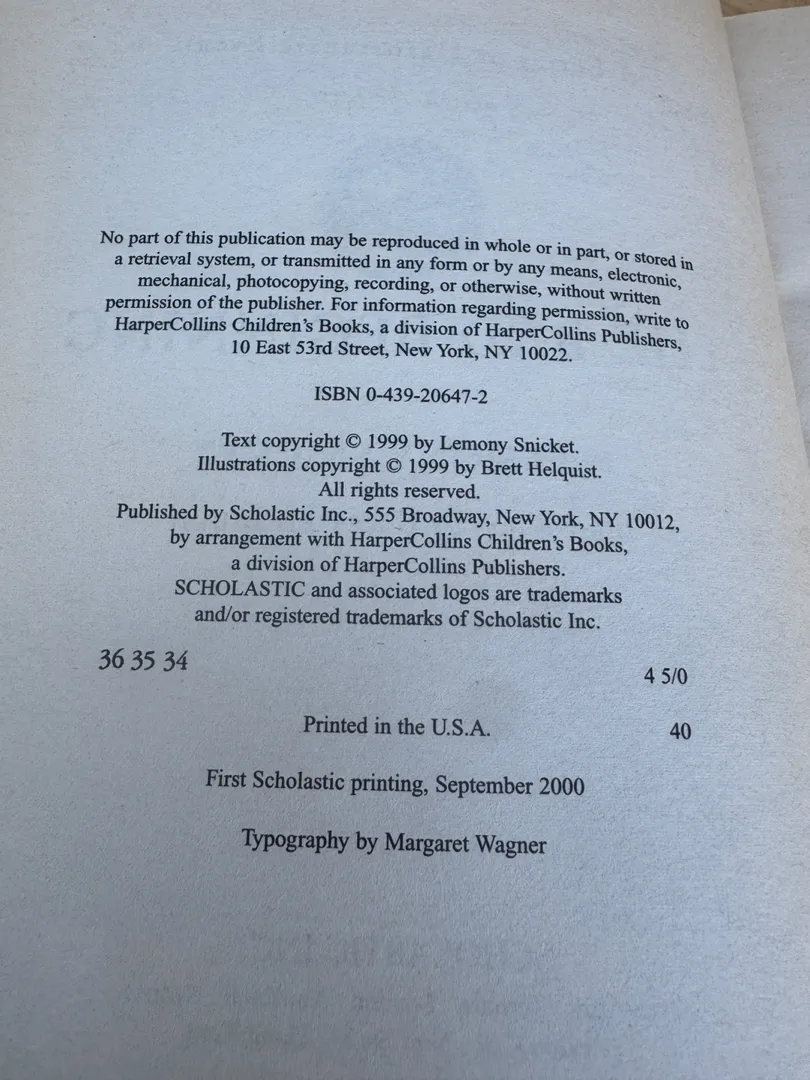 No part of this publication may be reproduced in whole or in part, or stored in
a retrieval system, or transmitted in any form or by any means, electronic,
mechanical, photocopying, recording, or otherwise, without written
permission of the publisher. For information regarding permission, write to
HarperCollins Children's Books, a division of HarperCollins Publishers,
10 East 53rd Street, New York, NY 10022.
ISBN 0-439-20647-2
Text copyright © 1999 by Lemony Snicket.
Illustrations copyright © 1999 by Brett Helquist.
All rights reserved.
Published by Scholastic Inc., 555 Broadway, New York, NY 10012,
by arrangement with HarperCollins Children's Books,
a division of HarperCollins Publishers.
SCHOLASTIC and associated logos are trademarks
and/or registered trademarks of Scholastic Inc.
36 35 34 4 5/0
Printed in the U.S.A. 40
First Scholastic printing, September 2000
Typography by Margaret Wagner